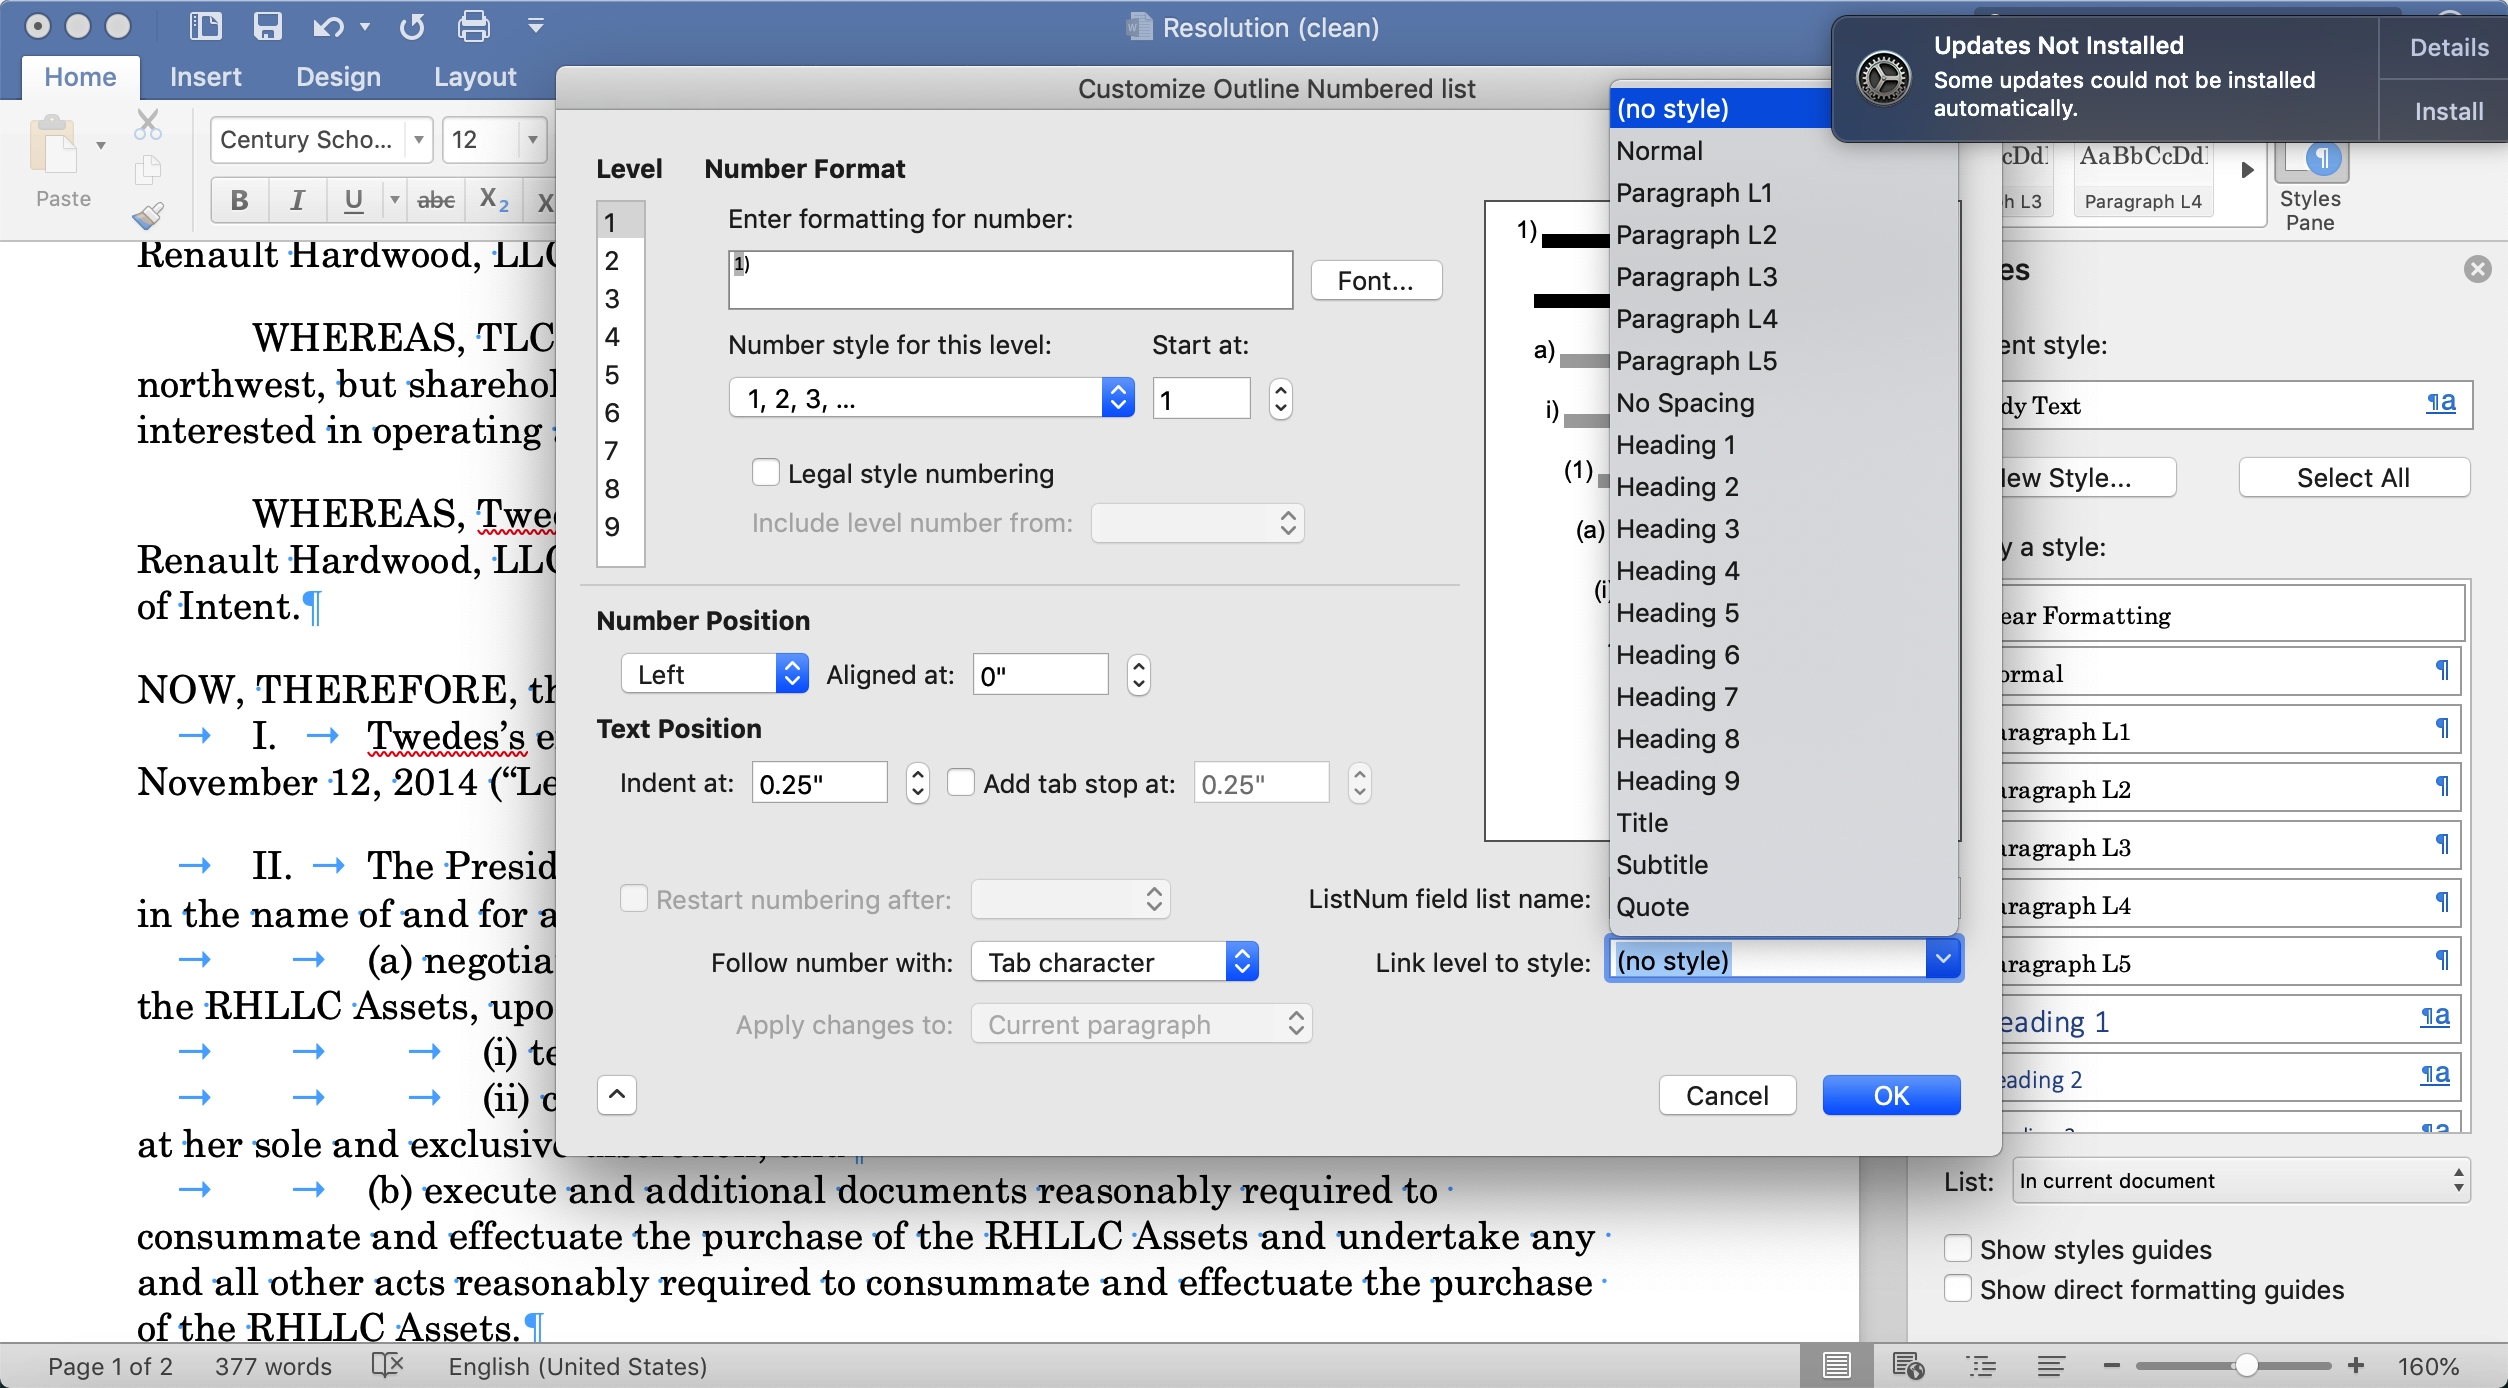 Resolution (clean)
Home
Insert
Design
Layout
Updates Not Installed
Some updates could not be installed
automatically.
Details
Install
Customize Outline Numbered list
Century Scho...
12
Paste
B
I
U
abc
X2
X
AaBbCcDd
Paragraph L4
Styles
Pane
Level
Number Format
1
2
3
4
5
6
7
8
9
Enter formatting for number:
1)
Font...
Number style for this level:
Start at:
1, 2, 3, ...
1
Legal style numbering
Include level number from:
Number Position
Left
Aligned at:
0"
Text Position
Indent at:
0.25"
Add tab stop at:
0.25"
Restart numbering after:
ListNum field list name:
Follow number with:
Tab character
Link level to style:
(no style)
Apply changes to:
Current paragraph
Cancel
OK
1)
a)
i)
(1)
(a)
(i)
(no style)
Normal
Paragraph L1
Paragraph L2
Paragraph L3
Paragraph L4
Paragraph L5
No Spacing
Heading 1
Heading 2
Heading 3
Heading 4
Heading 5
Heading 6
Heading 7
Heading 8
Heading 9
Title
Subtitle
Quote
Renault Hardwood, LLC
WHEREAS, TLC
northwest, but sharehol
interested in operating
WHEREAS, Twe
Renault Hardwood, LLC
of Intent.¶
NOW, THEREFORE, th
→ I. → Twedes's e
November 12, 2014 (“Le
→ II. → The Presid
in the name of and for a
→ → (a) negotia
the RHLLC Assets, upo
→ → → (i) te
→ → → (ii) c
at her sole and exclusive
→ → (b) execute and additional documents reasonably required to
consummate and effectuate the purchase of the RHLLC Assets and undertake any
and all other acts reasonably required to consummate and effectuate the purchase
of the RHLLC Assets.¶
es
ent style:
dy Text ¶a
ew Style...
Select All
y a style:
ear Formatting
ormal ¶
aragraph L1 ¶
aragraph L2 ¶
aragraph L3 ¶
aragraph L4 ¶
aragraph L5 ¶
eading 1 ¶a
eading 2 ¶a
List:
In current document
Show styles guides
Show direct formatting guides
Page 1 of 2
377 words
English (United States)
160%